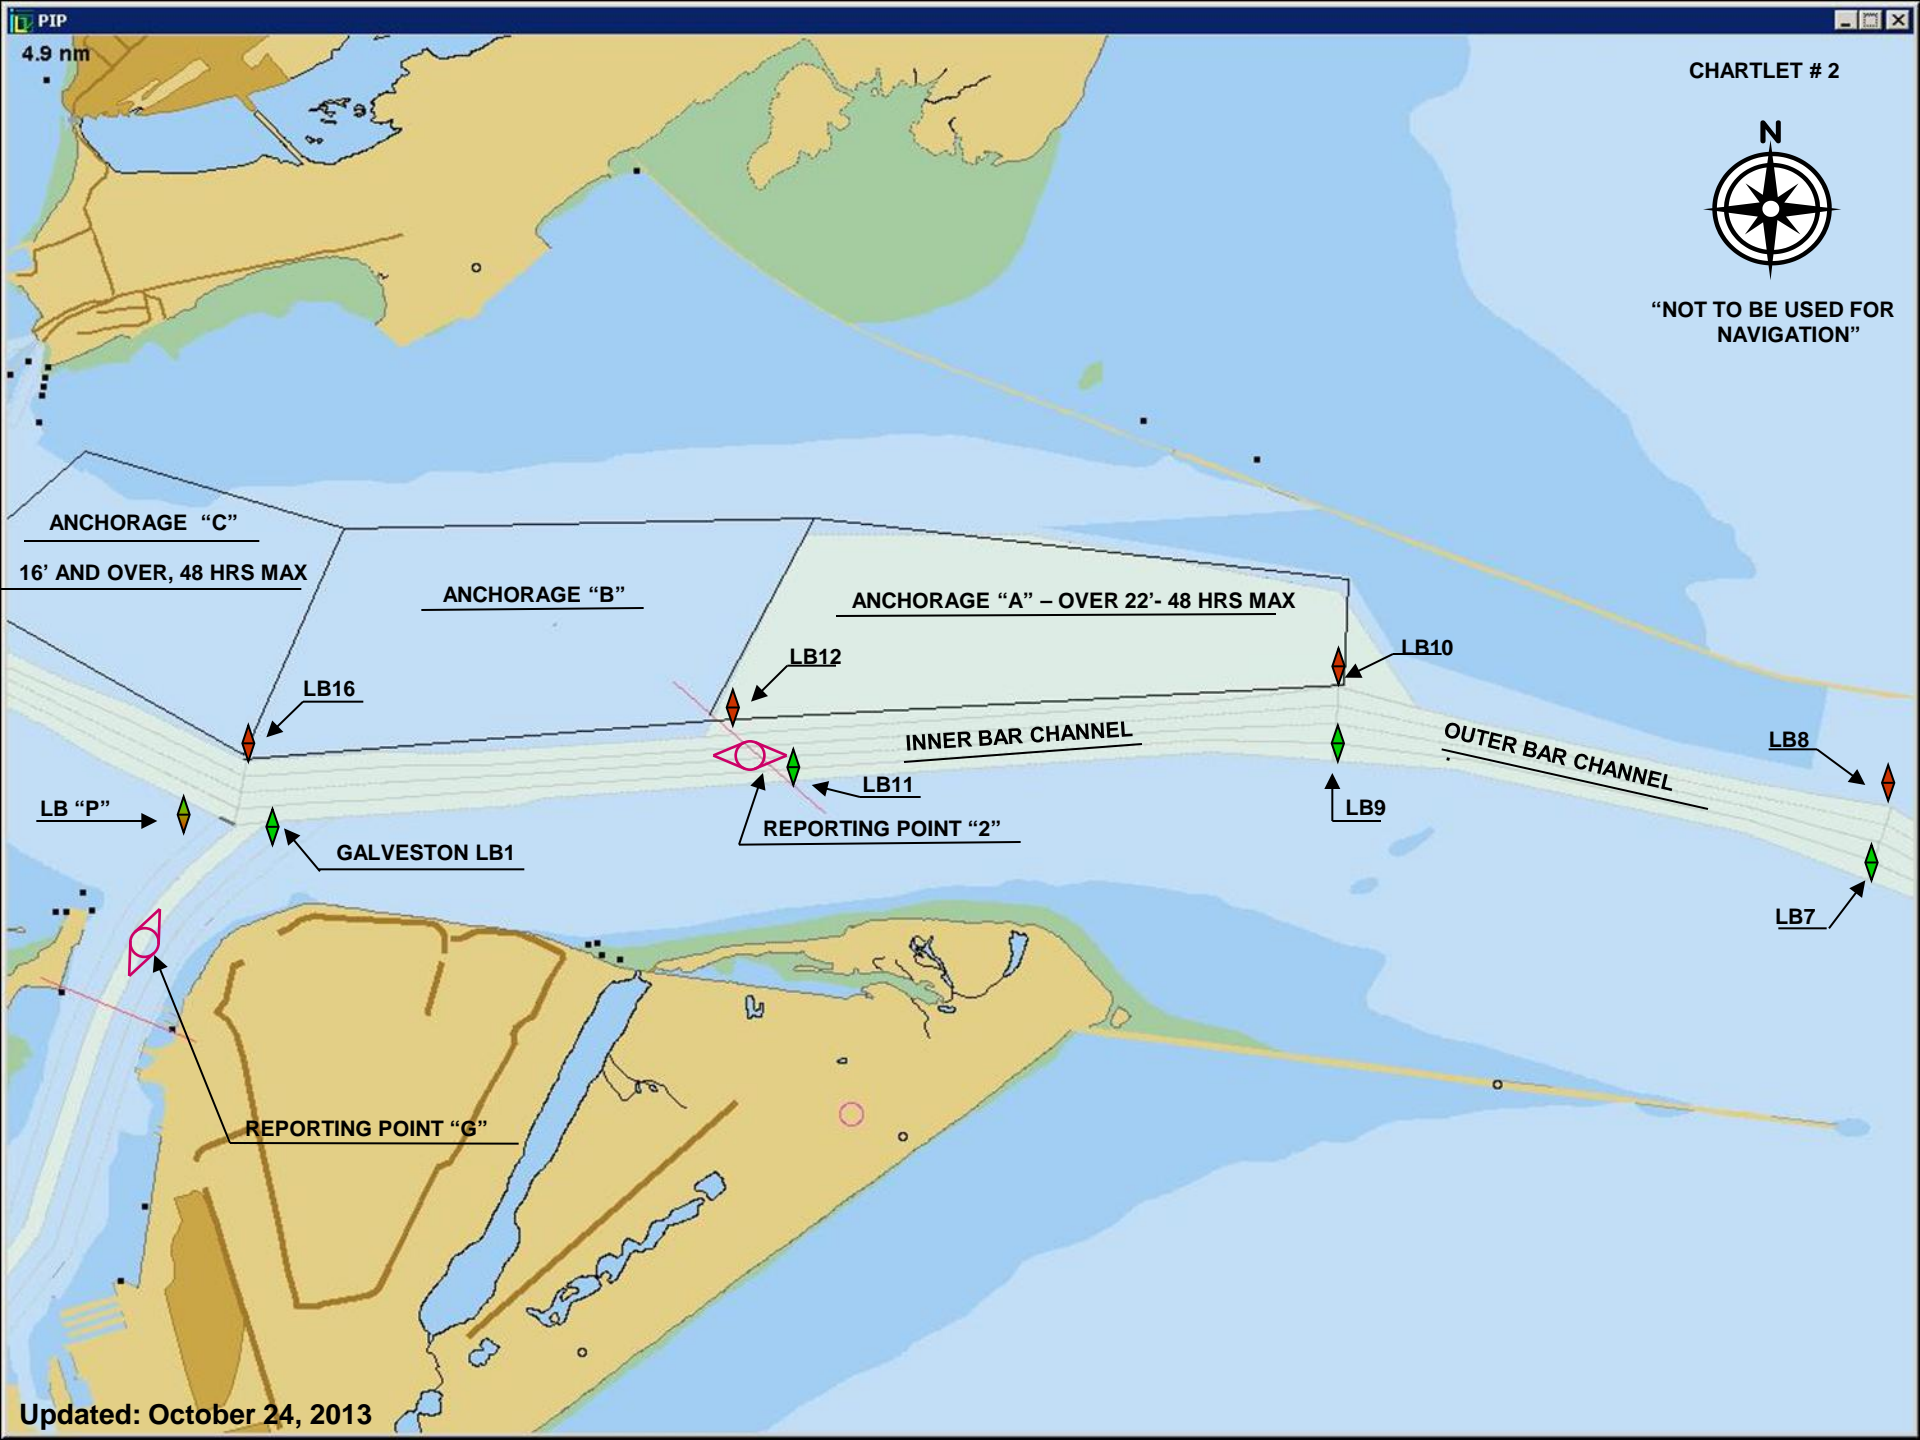 PIP
4.9 nm
CHARTLET # 2
N
“NOT TO BE USED FOR
NAVIGATION”
ANCHORAGE “C”
16’ AND OVER, 48 HRS MAX
ANCHORAGE “B”
ANCHORAGE “A” – OVER 22’- 48 HRS MAX
LB12
LB10
LB16
INNER BAR CHANNEL
OUTER BAR CHANNEL
LB8
LB11
LB “P”
LB9
REPORTING POINT “2”
GALVESTON LB1
LB7
REPORTING POINT “G”
Updated: October 24, 2013